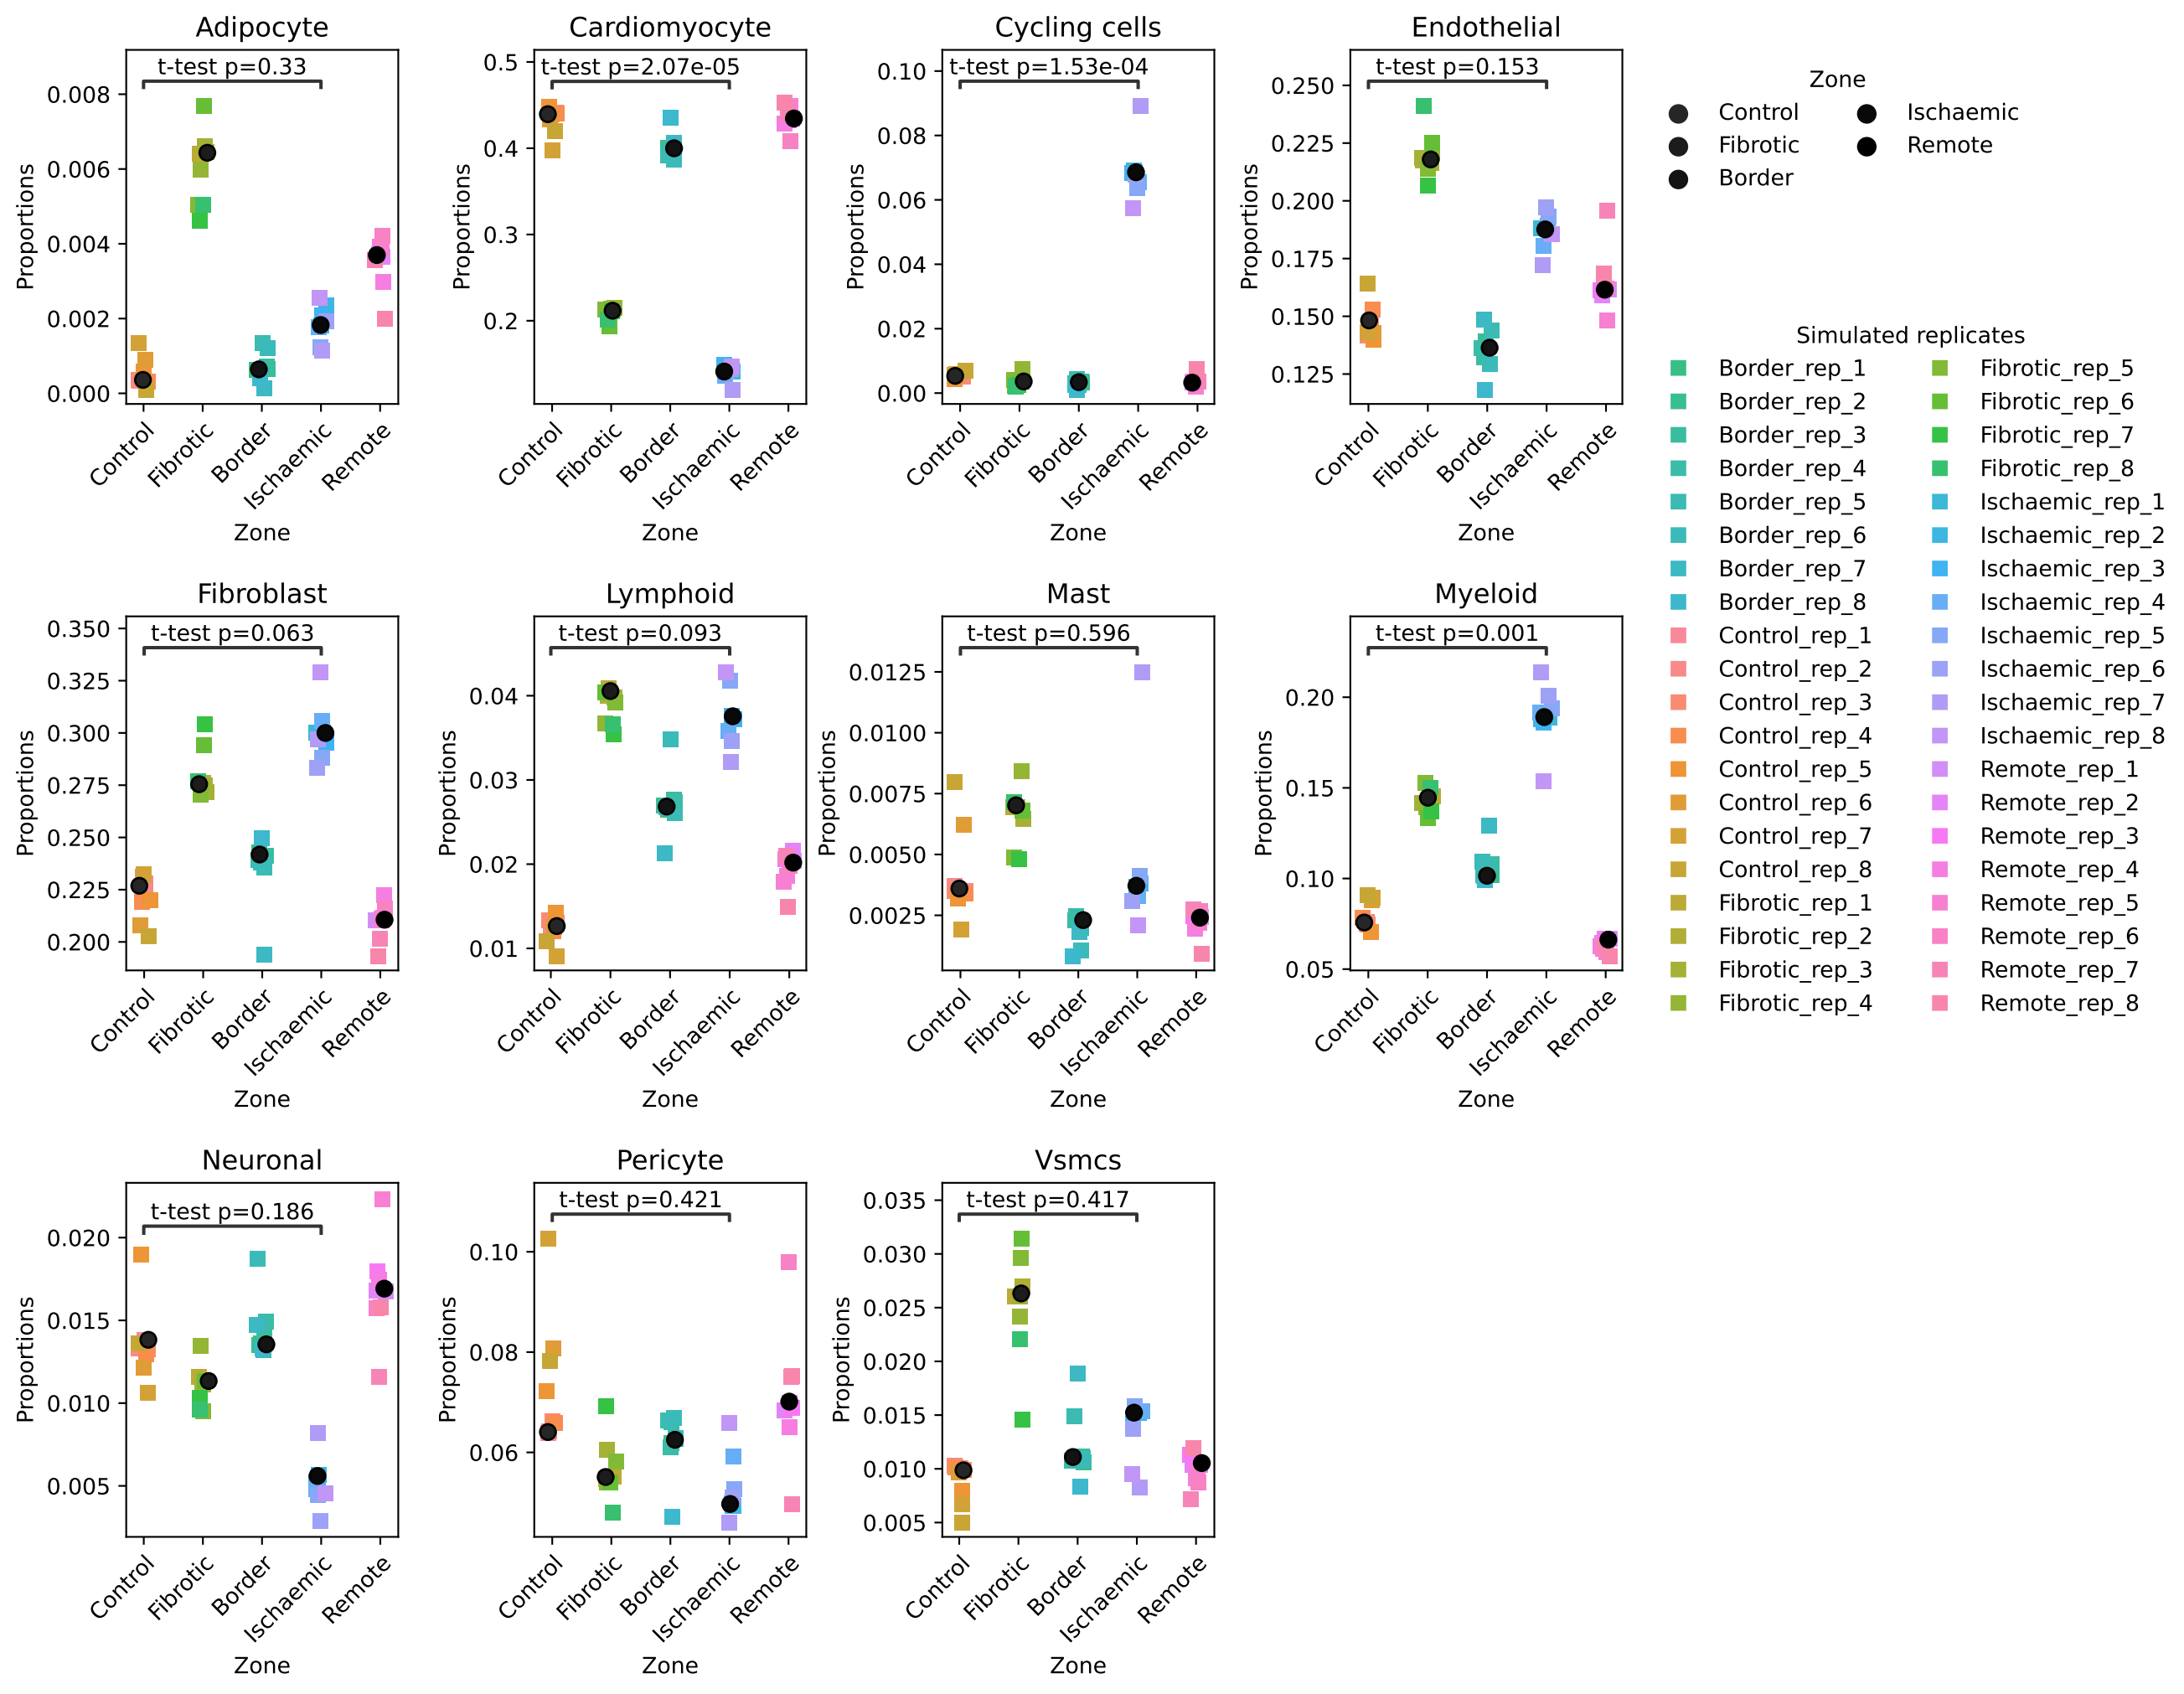 Adipocyte
t-test p=0.33
Proportions
0.008
0.006
0.004
0.002
0.000
Control
Fibrotic
Border
Ischaemic
Remote
Zone
Cardiomyocyte
t-test p=2.07e-05
Proportions
0.5
0.4
0.3
0.2
Control
Fibrotic
Border
Ischaemic
Remote
Zone
Cycling cells
t-test p=1.53e-04
Proportions
0.10
0.08
0.06
0.04
0.02
0.00
Control
Fibrotic
Border
Ischaemic
Remote
Zone
Endothelial
t-test p=0.153
Proportions
0.250
0.225
0.200
0.175
0.150
0.125
Control
Fibrotic
Border
Ischaemic
Remote
Zone
Zone
Control
Fibrotic
Border
Ischaemic
Remote
Simulated replicates
Border_rep_1
Border_rep_2
Border_rep_3
Border_rep_4
Border_rep_5
Border_rep_6
Border_rep_7
Border_rep_8
Control_rep_1
Control_rep_2
Control_rep_3
Control_rep_4
Control_rep_5
Control_rep_6
Control_rep_7
Control_rep_8
Fibrotic_rep_1
Fibrotic_rep_2
Fibrotic_rep_3
Fibrotic_rep_4
Fibrotic_rep_5
Fibrotic_rep_6
Fibrotic_rep_7
Fibrotic_rep_8
Ischaemic_rep_1
Ischaemic_rep_2
Ischaemic_rep_3
Ischaemic_rep_4
Ischaemic_rep_5
Ischaemic_rep_6
Ischaemic_rep_7
Ischaemic_rep_8
Remote_rep_1
Remote_rep_2
Remote_rep_3
Remote_rep_4
Remote_rep_5
Remote_rep_6
Remote_rep_7
Remote_rep_8
Fibroblast
t-test p=0.063
Proportions
0.350
0.325
0.300
0.275
0.250
0.225
0.200
Control
Fibrotic
Border
Ischaemic
Remote
Zone
Lymphoid
t-test p=0.093
Proportions
0.04
0.03
0.02
0.01
Control
Fibrotic
Border
Ischaemic
Remote
Zone
Mast
t-test p=0.596
Proportions
0.0125
0.0100
0.0075
0.0050
0.0025
Control
Fibrotic
Border
Ischaemic
Remote
Zone
Myeloid
t-test p=0.001
Proportions
0.20
0.15
0.10
0.05
Control
Fibrotic
Border
Ischaemic
Remote
Zone
Neuronal
t-test p=0.186
Proportions
0.020
0.015
0.010
0.005
Control
Fibrotic
Border
Ischaemic
Remote
Zone
Pericyte
t-test p=0.421
Proportions
0.10
0.08
0.06
Control
Fibrotic
Border
Ischaemic
Remote
Zone
Vsmcs
t-test p=0.417
Proportions
0.035
0.030
0.025
0.020
0.015
0.010
0.005
Control
Fibrotic
Border
Ischaemic
Remote
Zone